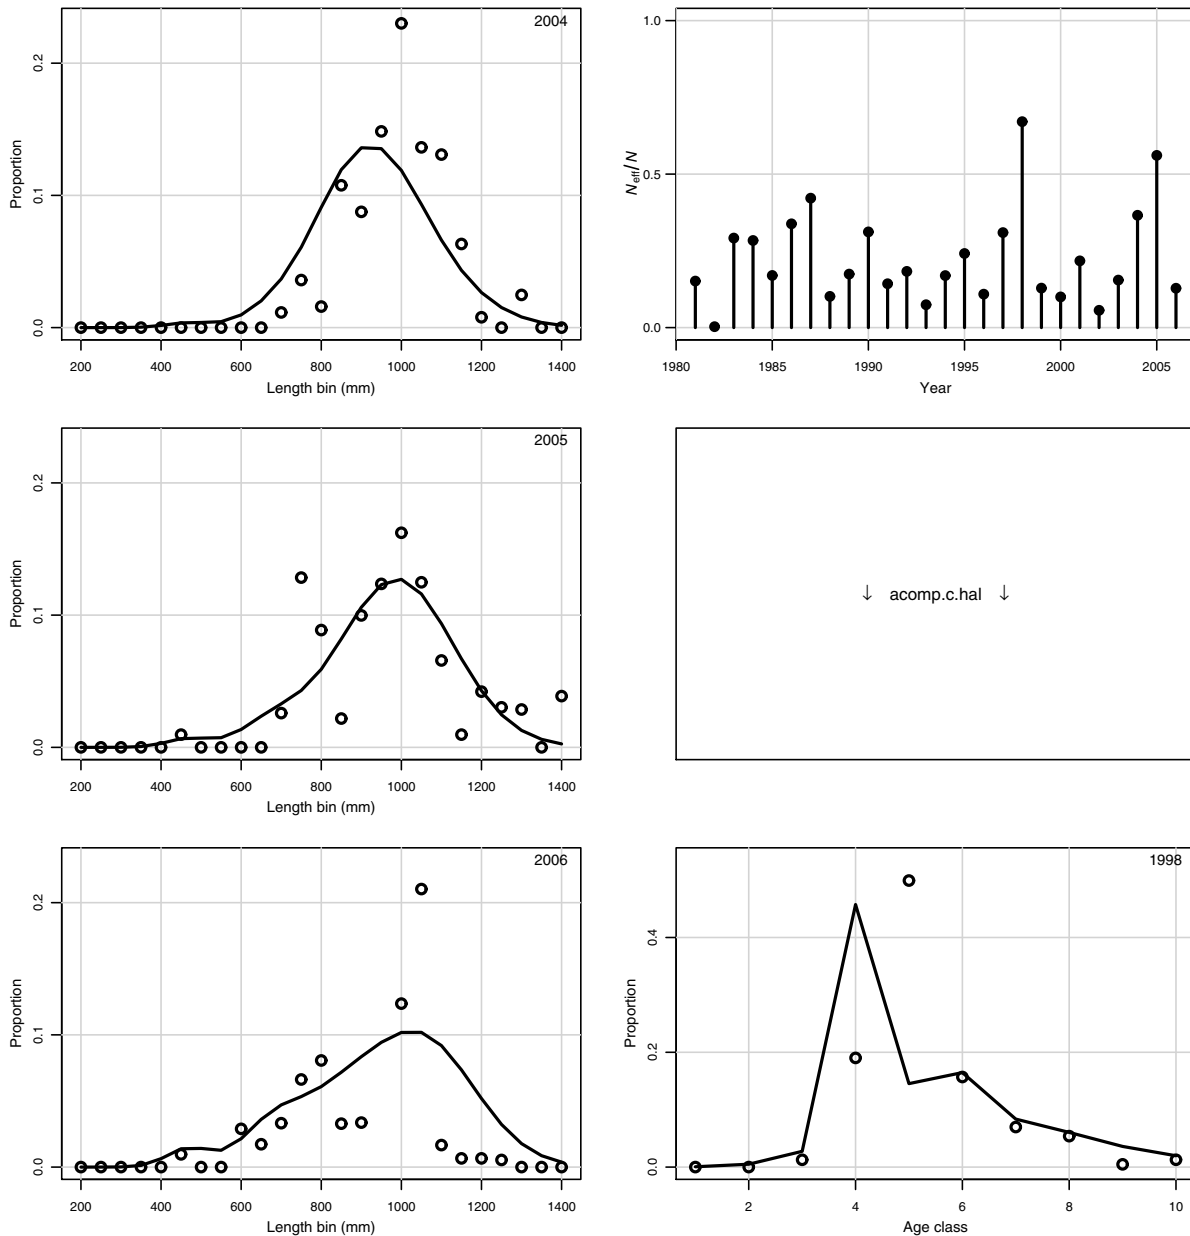 2004
Proportion
0.0
0.1
0.2
200 400 600 800 1000 1200 1400
Length bin (mm)
Neff/ N
0.0
0.5
1.0
1980 1985 1990 1995 2000 2005
Year
2005
Proportion
0.0
0.1
0.2
200 400 600 800 1000 1200 1400
Length bin (mm)
↓ acomp.c.hal ↓
2006
Proportion
0.0
0.1
0.2
200 400 600 800 1000 1200 1400
Length bin (mm)
1998
Proportion
0.0
0.2
0.4
2 4 6 8 10
Age class